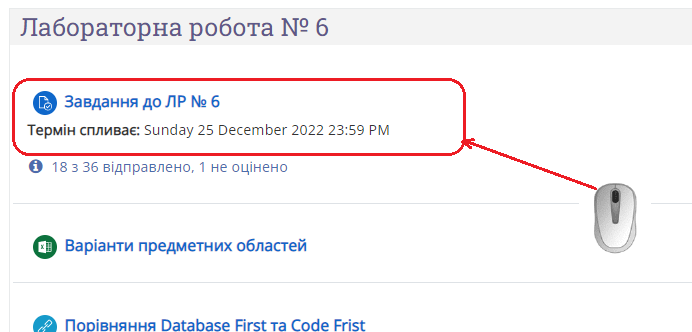 Лабораторна робота № 6
Завдання до ЛР № 6
Термін спливає: Sunday 25 December 2022 23:59 PM
18 з 36 відправлено, 1 не оцінено
Варіанти предметних областей
Порівняння Database First та Code Frist